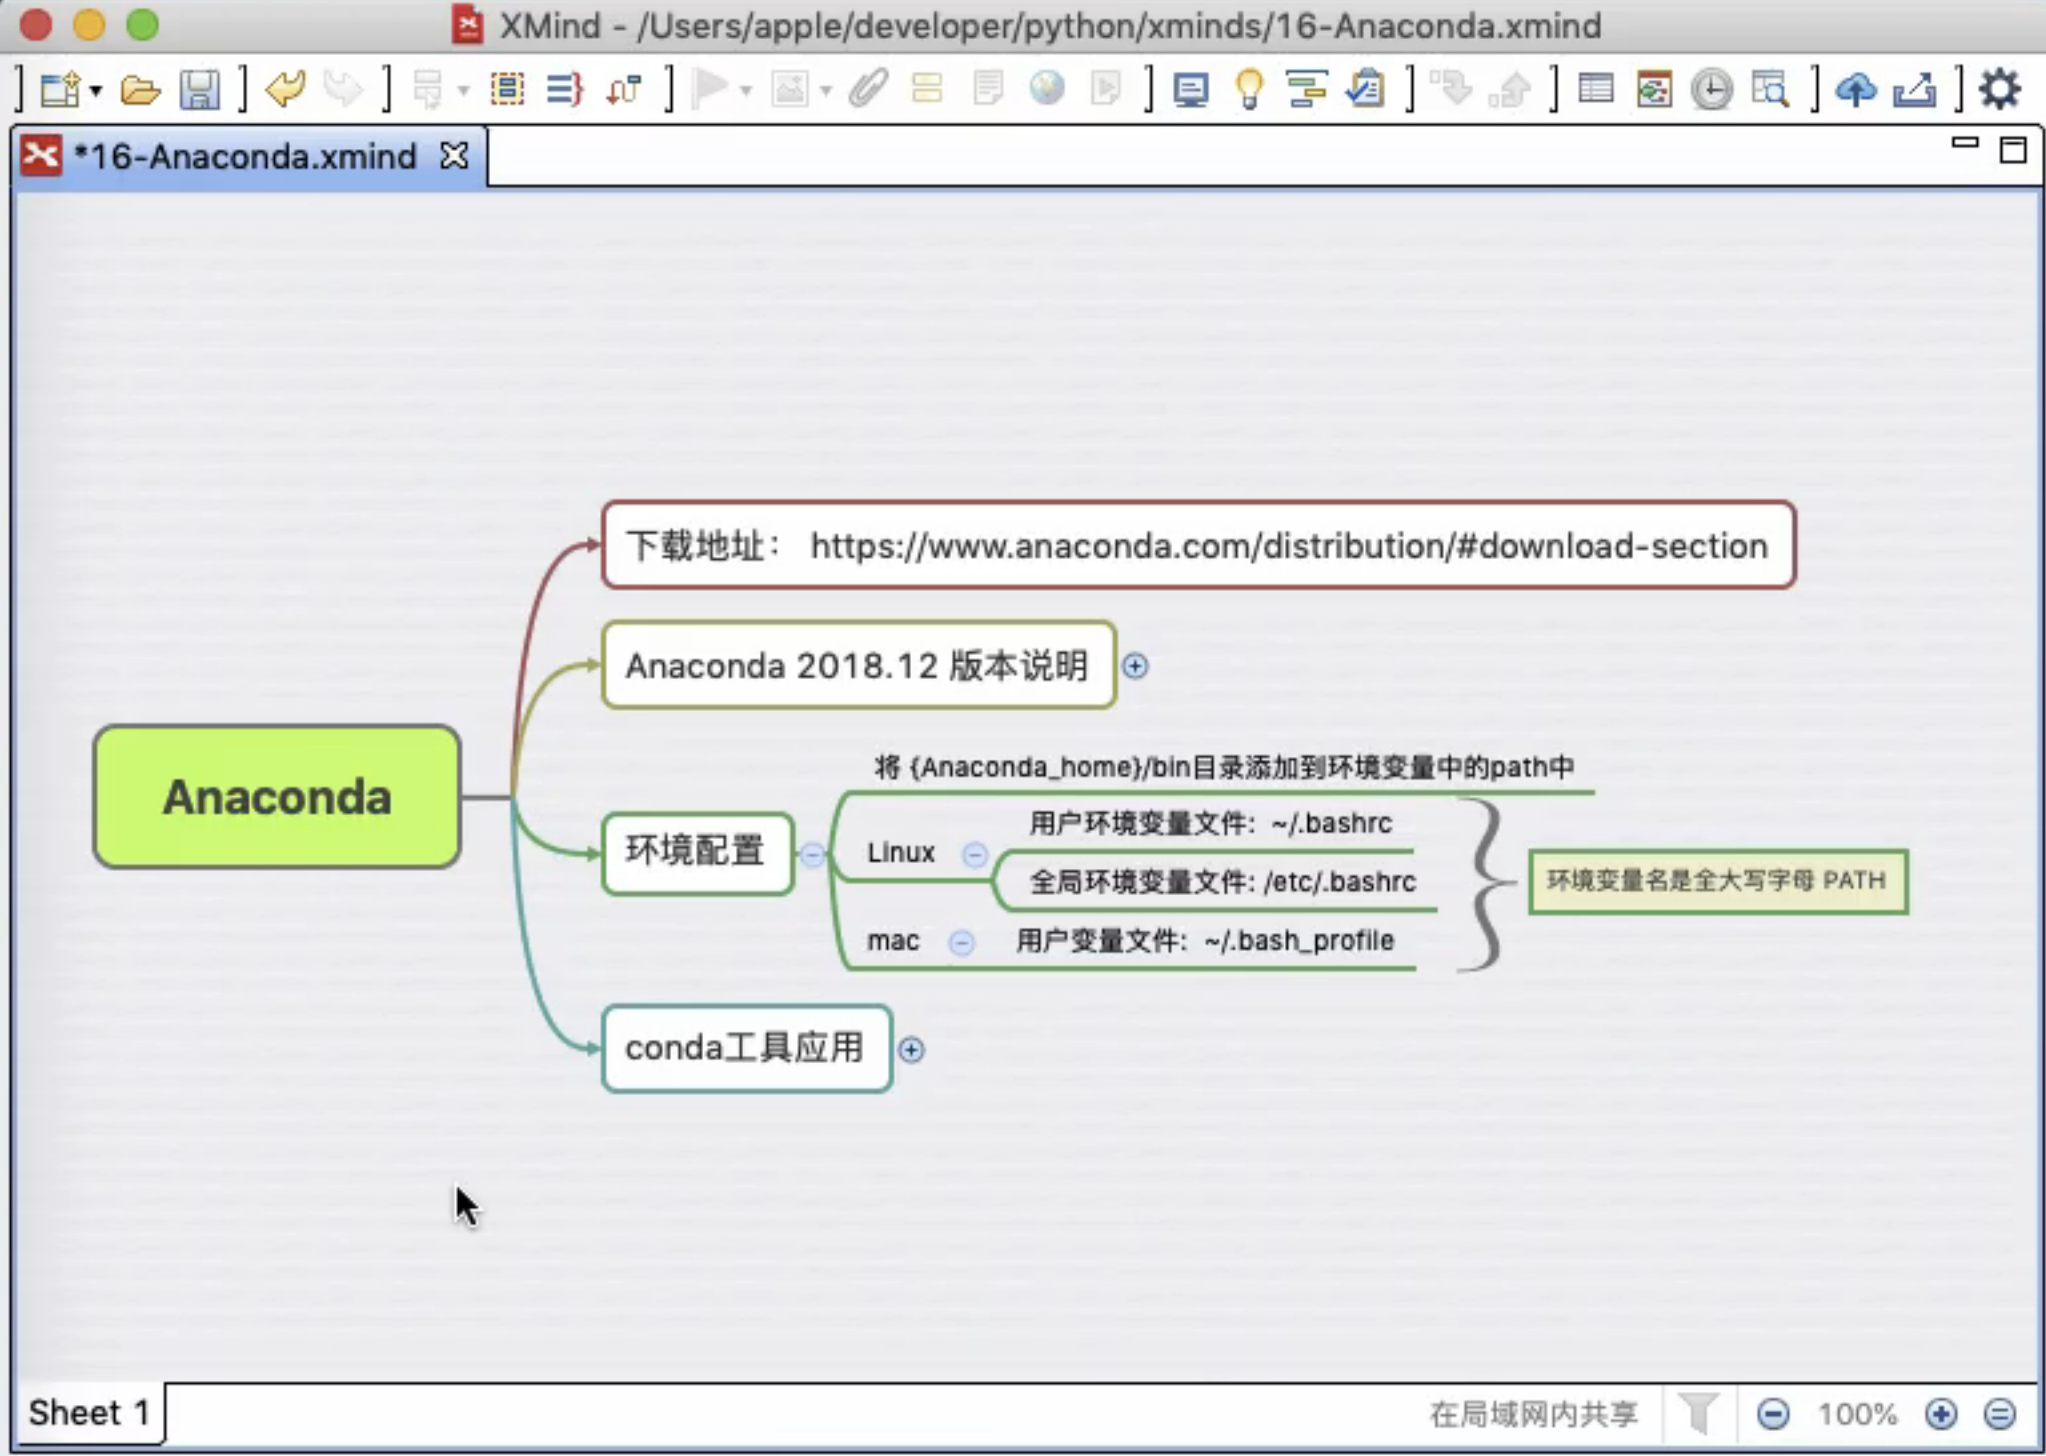 XMind - /Users/apple/developer/python/xminds/16-Anaconda.xmind
*16-Anaconda.xmind
下载地址： https://www.anaconda.com/distribution/#download-section
Anaconda 2018.12 版本说明
Anaconda
环境配置
将 {Anaconda_home}/bin目录添加到环境变量中的path中
Linux
用户环境变量文件：~/.bashrc
全局环境变量文件: /etc/.bashrc
mac
用户变量文件：~/.bash_profile
环境变量名是全大写字母 PATH
conda工具应用
Sheet 1
在局域网内共享
100%